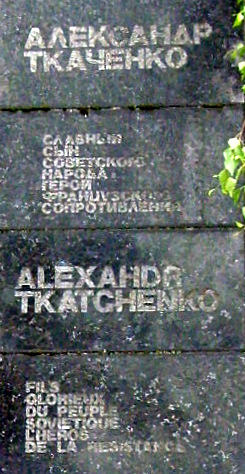 АЛЕКСАНДР
ТКАЧЕНКО
СЛАВНЫЙ
СЫН
СОВЕТСКОГО
НАРОДА
ГЕРОЙ
ФРАНЦУЗСКОГО
СОПРОТИВЛЕНИЯ
ALEXANDR
TKATCHENKO
FILS
GLORIEUX
DU PEUPLE
SOVIETIQUE
L'HEROS
DE LA RESISTANCE